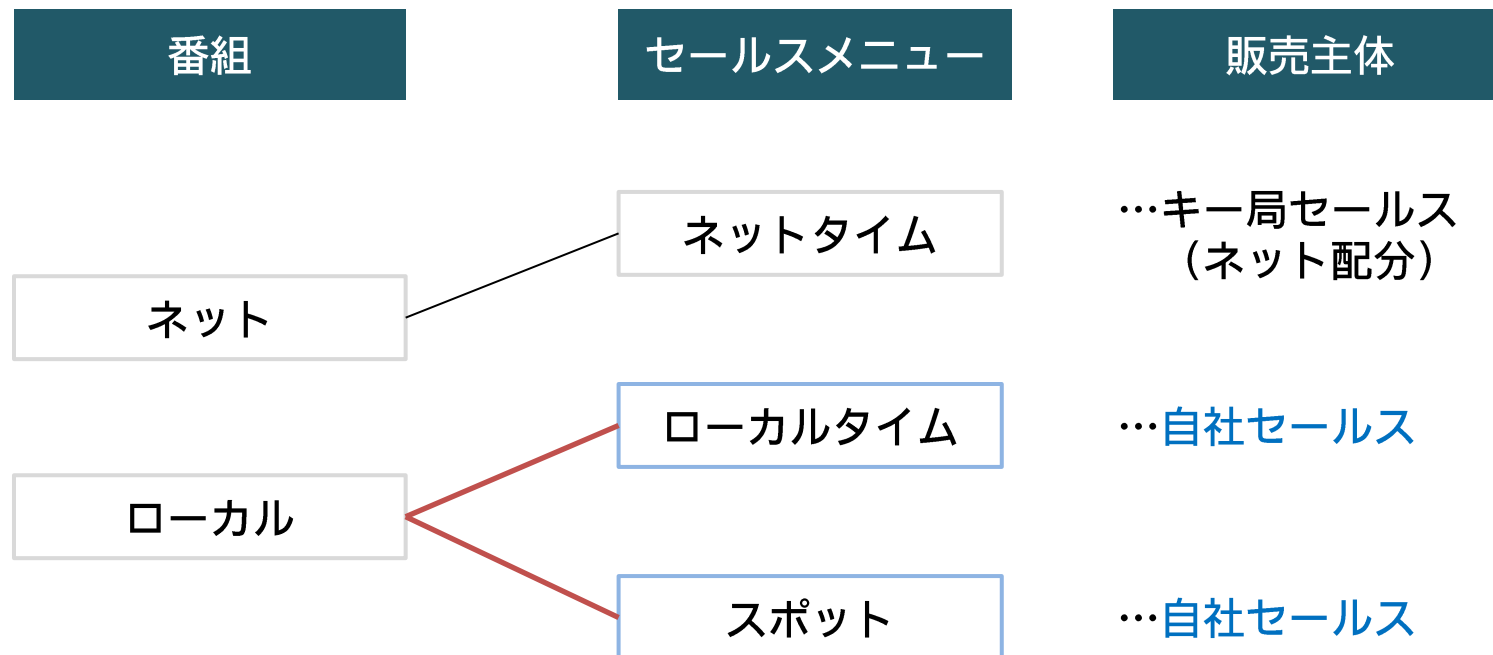 番組
セールスメニュー
販売主体
ネットタイム
…キー局セールス
（ネット配分）
ネット
ローカルタイム
…自社セールス
ローカル
スポット
…自社セールス